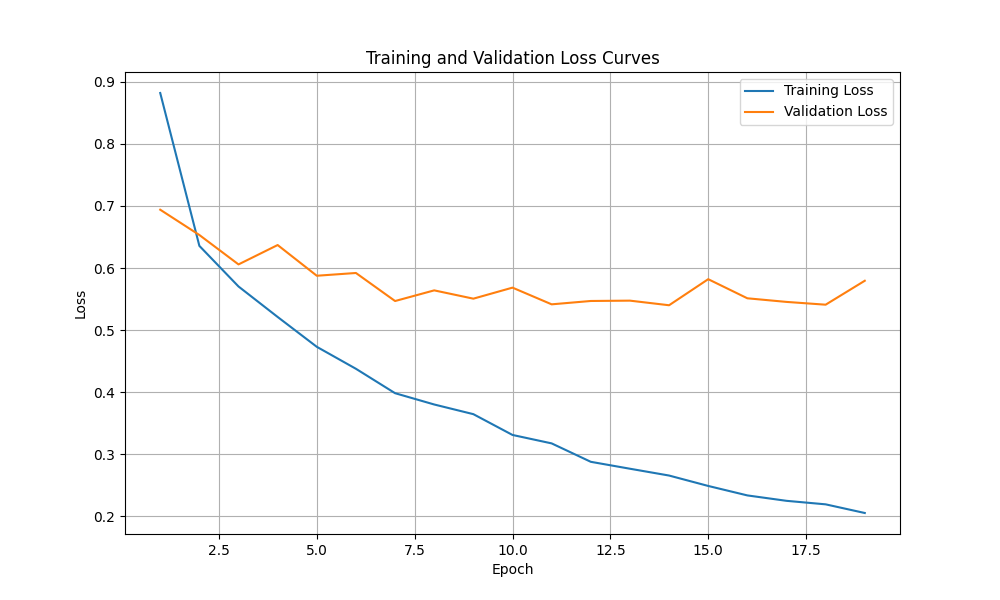 Training and Validation Loss Curves
Training Loss
Validation Loss
Loss
0.9
0.8
0.7
0.6
0.5
0.4
0.3
0.2
2.5 5.0 7.5 10.0 12.5 15.0 17.5
Epoch